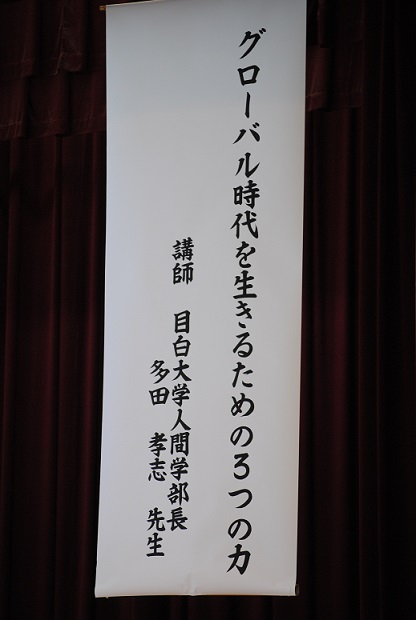 グローバル時代を生きるための3つの力
講師　目白大学人間学部長
多田　孝志　先生